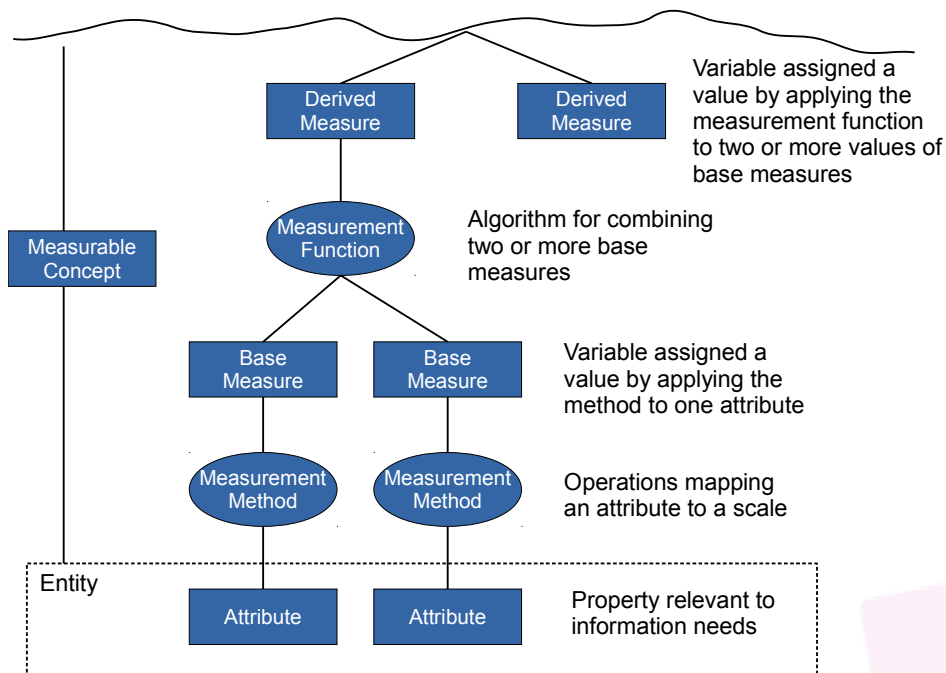 Derived
Measure
Derived
Measure
Variable assigned a
value by applying the
measurement function
to two or more values of
base measures
Measurement
Function
Algorithm for combining
two or more base
measures
Measurable
Concept
Base
Measure
Base
Measure
Variable assigned a
value by applying the
method to one attribute
Measurement
Method
Measurement
Method
Operations mapping
an attribute to a scale
Entity
Attribute
Attribute
Property relevant to
information needs